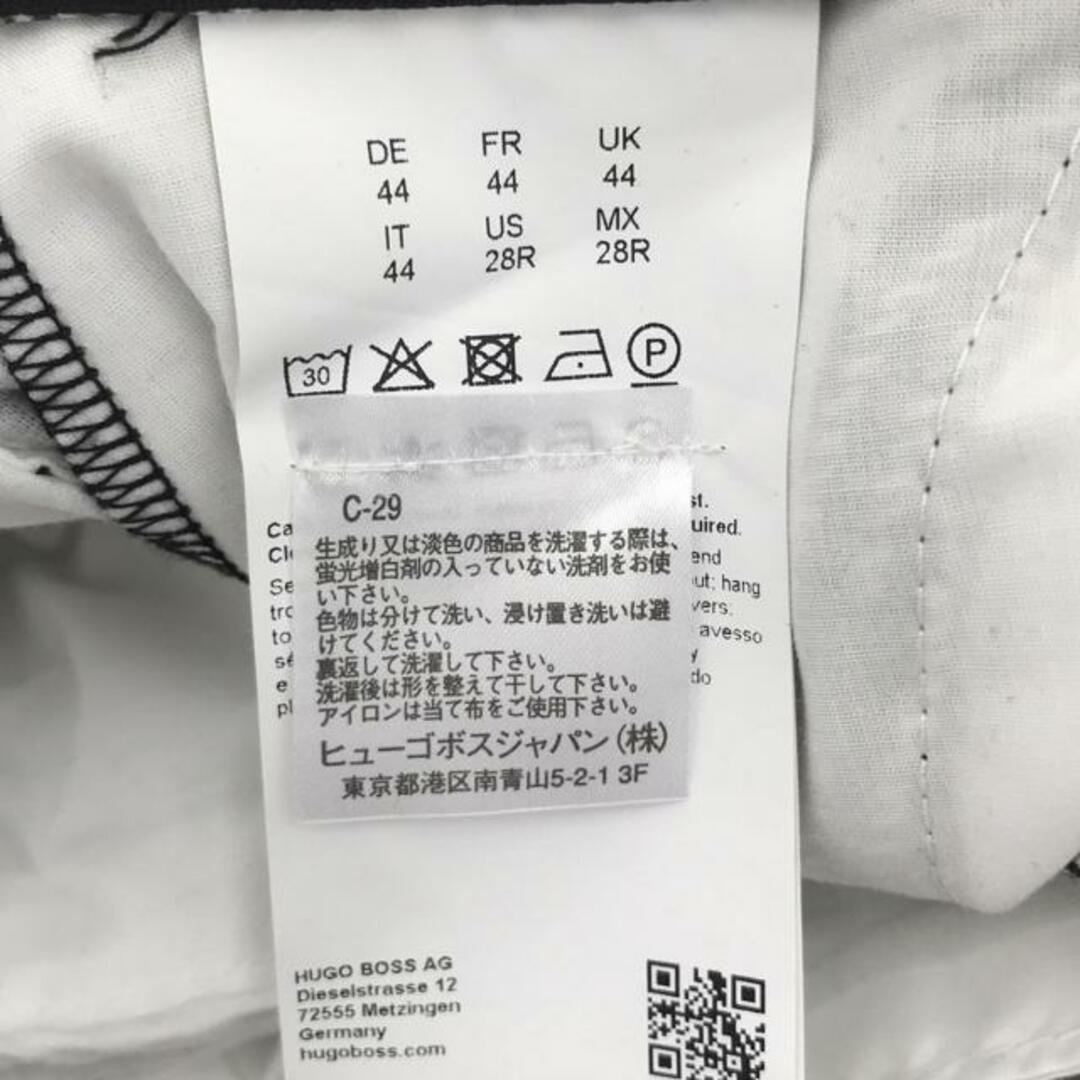 DE FR UK
44 44 44
IT US MX
44 28R 28R
30 P
C-29
生成り又は淡色の商品を洗濯する際は、
蛍光増白剤の入っていない洗剤をお使
い下さい。
色物は分けて洗い、浸け置き洗いは避
けてください。
裏返して洗濯して下さい。
洗濯後は形を整えて干して下さい。
アイロンは当て布をご使用下さい。
ヒューゴボスジャパン(株)
東京都港区南青山5-2-1 3F
hang
avesso
HUGO BOSS AG
Dieselstrasse 12
72555 Metzingen
Germany
hugoboss.com